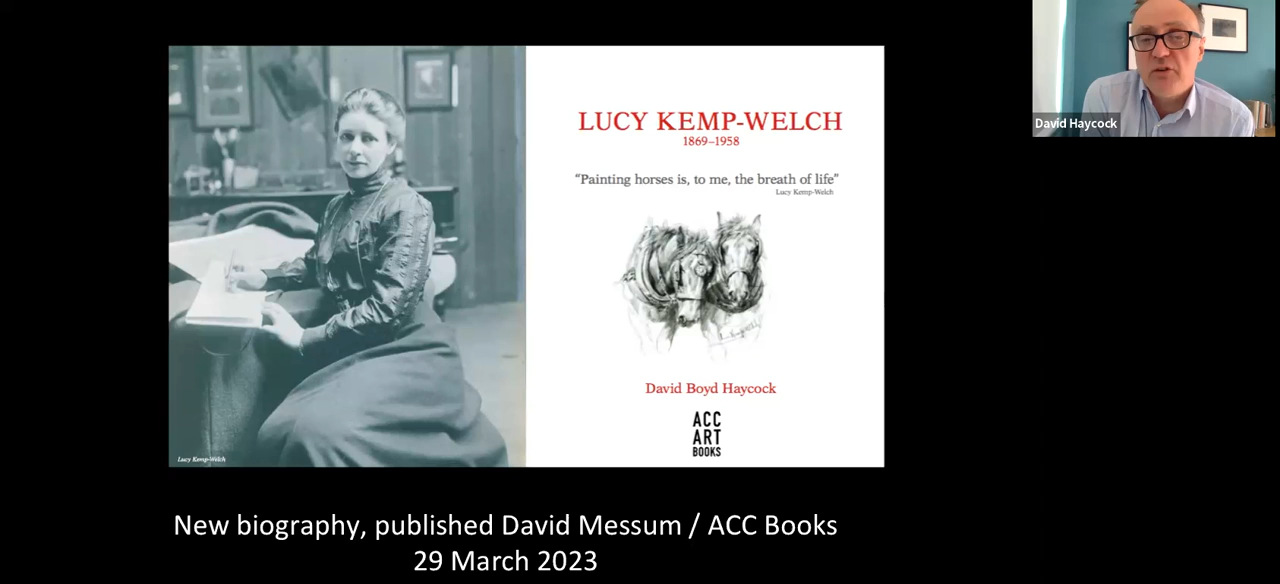 LUCY KEMP-WELCH
1869–1958
“Painting horses is, to me, the breath of life”
Lucy Kemp-Welch
David Boyd Haycock
ACC
ART
BOOKS
Lucy Kemp-Welch
New biography, published David Messum / ACC Books
29 March 2023
David Haycock